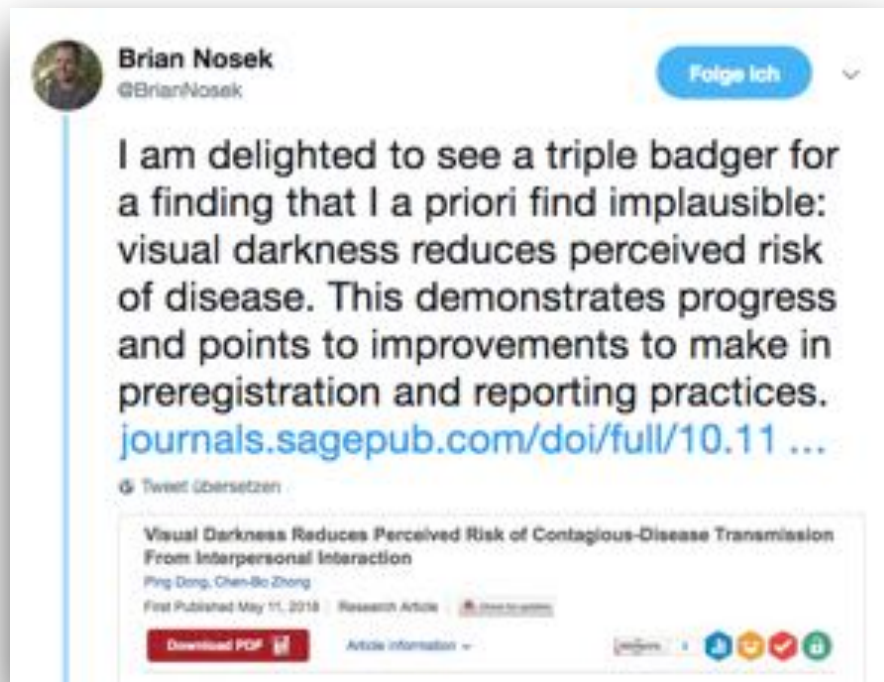 Brian Nosek
@BrianNosek
Folge ich
I am delighted to see a triple badger for
a finding that I a priori find implausible:
visual darkness reduces perceived risk
of disease. This demonstrates progress
and points to improvements to make in
preregistration and reporting practices.
journals.sagepub.com/doi/full/10.11 ...
Tweet übersetzen
Visual Darkness Reduces Perceived Risk of Contagious-Disease Transmission
From Interpersonal Interaction
Ping Dong, Chen-Bo Zhong
First Published May 11, 2018 Research Article Check for updates
Download PDF Article information